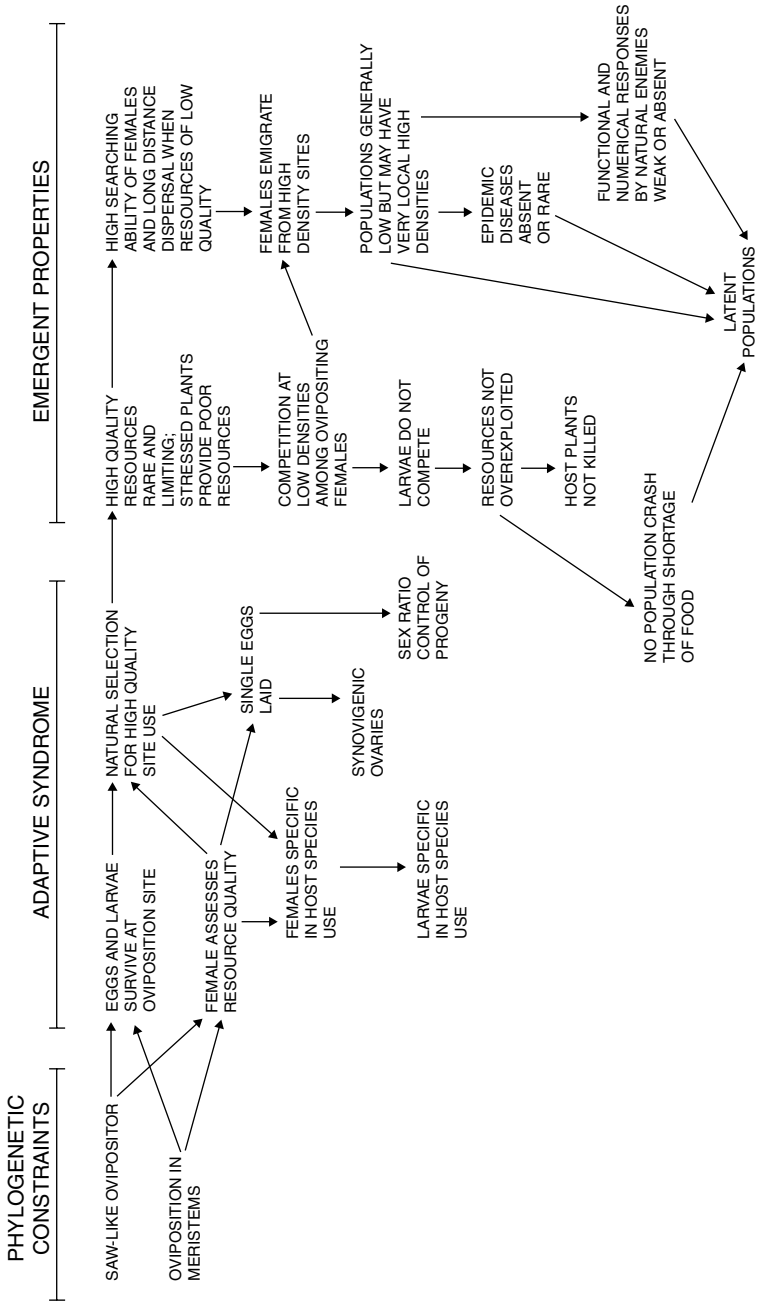 PHYLOGENETIC
CONSTRAINTS
SAW-LIKE OVIPOSITOR
OVIPOSITION IN
MERISTEMS
ADAPTIVE SYNDROME
EGGS AND LARVAE
SURVIVE AT
OVIPOSITION SITE
FEMALE ASSESSES
RESOURCE QUALITY
FEMALES SPECIFIC
IN HOST SPECIES
USE
LARVAE SPECIFIC
IN HOST SPECIES
USE
NATURAL SELECTION
FOR HIGH QUALITY
SITE USE
SINGLE EGGS
LAID
SYNOVIGENIC
OVARIES
SEX RATIO
CONTROL OF
PROGENY
EMERGENT PROPERTIES
HIGH QUALITY
RESOURCES
RARE AND
LIMITING;
STRESSED PLANTS
PROVIDE POOR
RESOURCES
COMPETITION AT
LOW DENSITIES
AMONG OVIPOSITING
FEMALES
LARVAE DO NOT
COMPETE
RESOURCES NOT
OVEREXPLOITED
HOST PLANTS
NOT KILLED
NO POPULATION CRASH
THROUGH SHORTAGE
OF FOOD
HIGH SEARCHING
ABILITY OF FEMALES
AND LONG DISTANCE
DISPERSAL WHEN
RESOURCES OF LOW
QUALITY
FEMALES EMIGRATE
FROM HIGH
DENSITY SITES
POPULATIONS GENERALLY
LOW BUT MAY HAVE
VERY LOCAL HIGH
DENSITIES
EPIDEMIC
DISEASES
ABSENT
OR RARE
FUNCTIONAL AND
NUMERICAL RESPONSES
BY NATURAL ENEMIES
WEAK OR ABSENT
LATENT
POPULATIONS